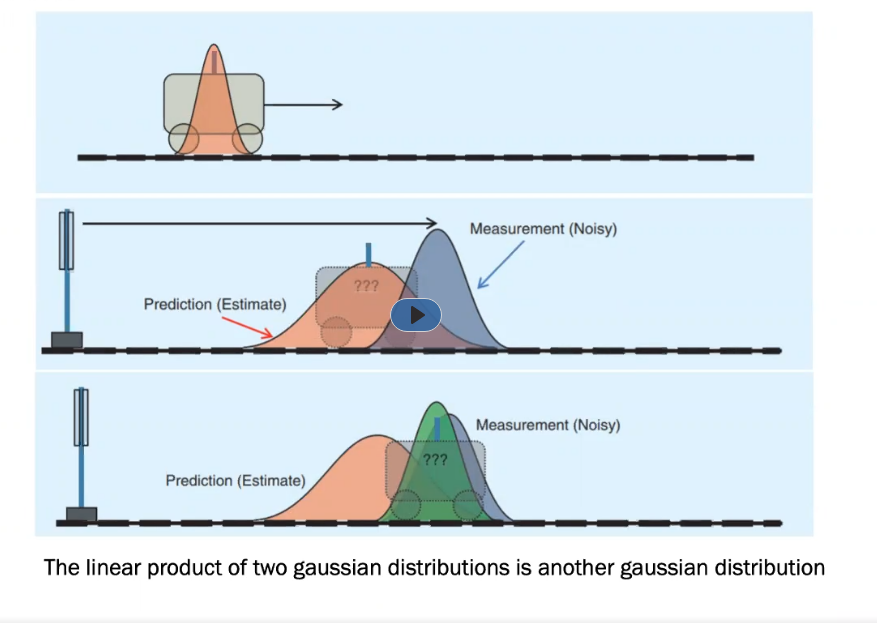 Measurement (Noisy)
???
Prediction (Estimate)
Measurement (Noisy)
???
Prediction (Estimate)
The linear product of two gaussian distributions is another gaussian distribution